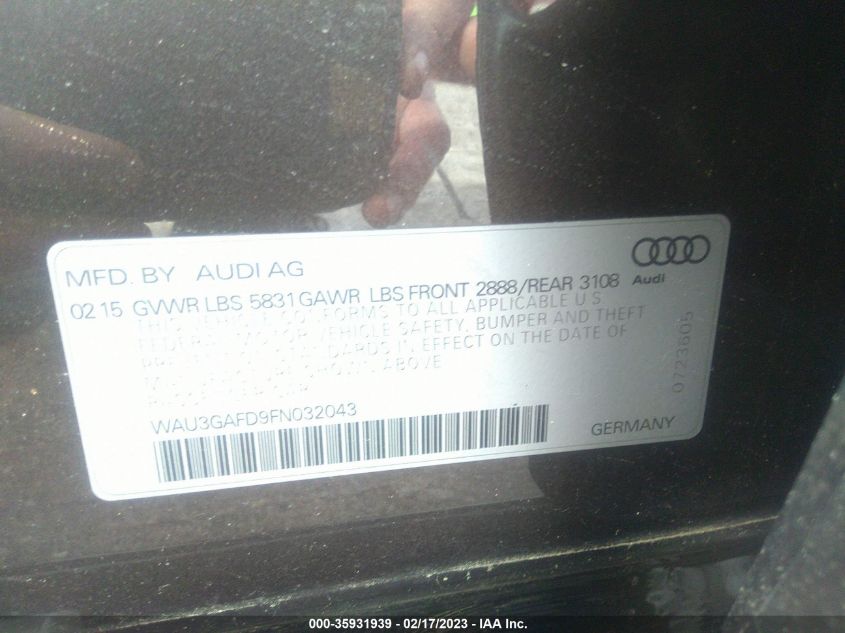 MFD. BY AUDI AG
Audi
02 15 GVWR LBS 5831 GAWR LBS FRONT 2888/REAR 3108
THIS VEHICLE CONFORMS TO ALL APPLICABLE U S
FEDERAL MOTOR VEHICLE SAFETY, BUMPER AND THEFT
STANDARDS IN EFFECT ON THE DATE OF
SHOWN ABOVE
0723605
WAU3GAFD9FN032043
GERMANY
000-35931939 - 02/17/2023 - IAA Inc.